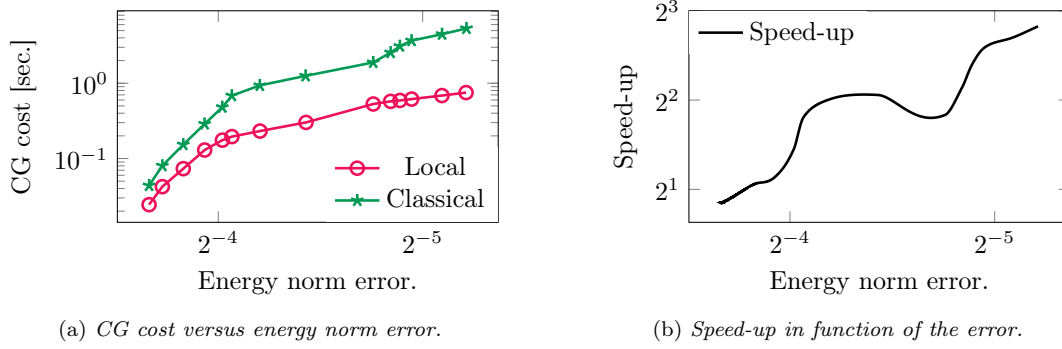 CG cost [sec.]
10^0
10^−1
Local
Classical
2^−4
2^−5
Energy norm error.
(a) CG cost versus energy norm error.
Speed-up
2^3
2^2
2^1
Speed-up
2^−4
2^−5
Energy norm error.
(b) Speed-up in function of the error.